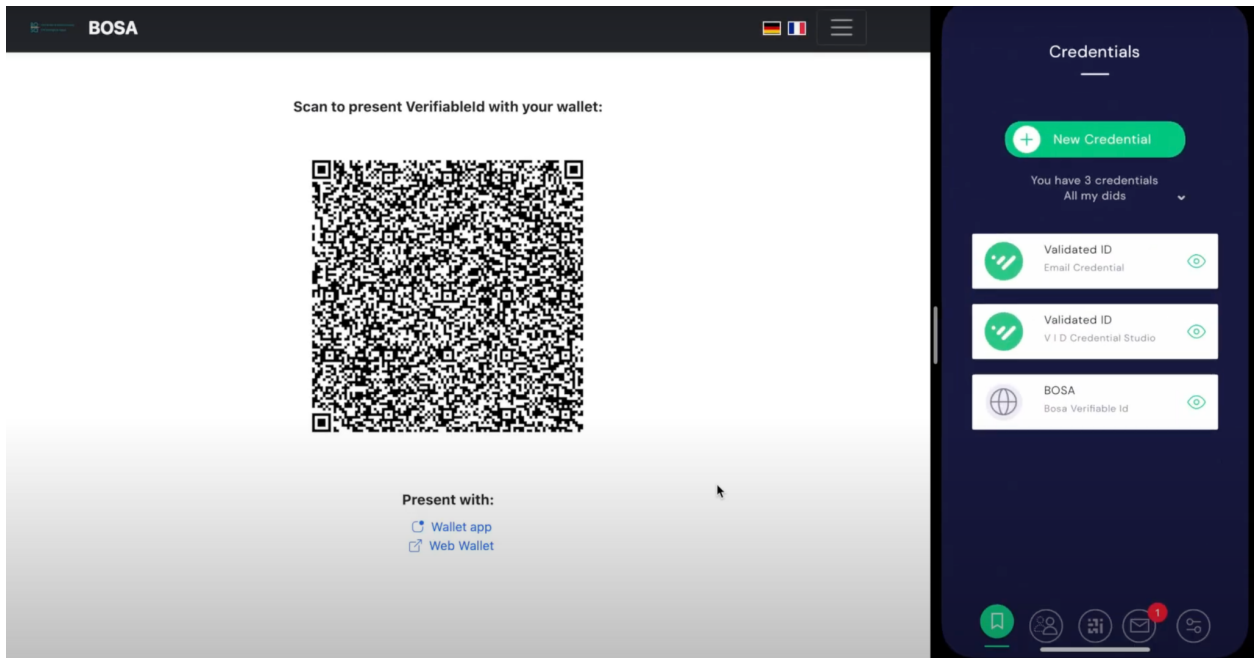 BOSA
Scan to present VerifiableId with your wallet:
Present with:
Wallet app
Web Wallet
Credentials
New Credential
You have 3 credentials
All my dids
Validated ID
Email Credential
Validated ID
V I D Credential Studio
BOSA
Bosa Verifiable Id
1